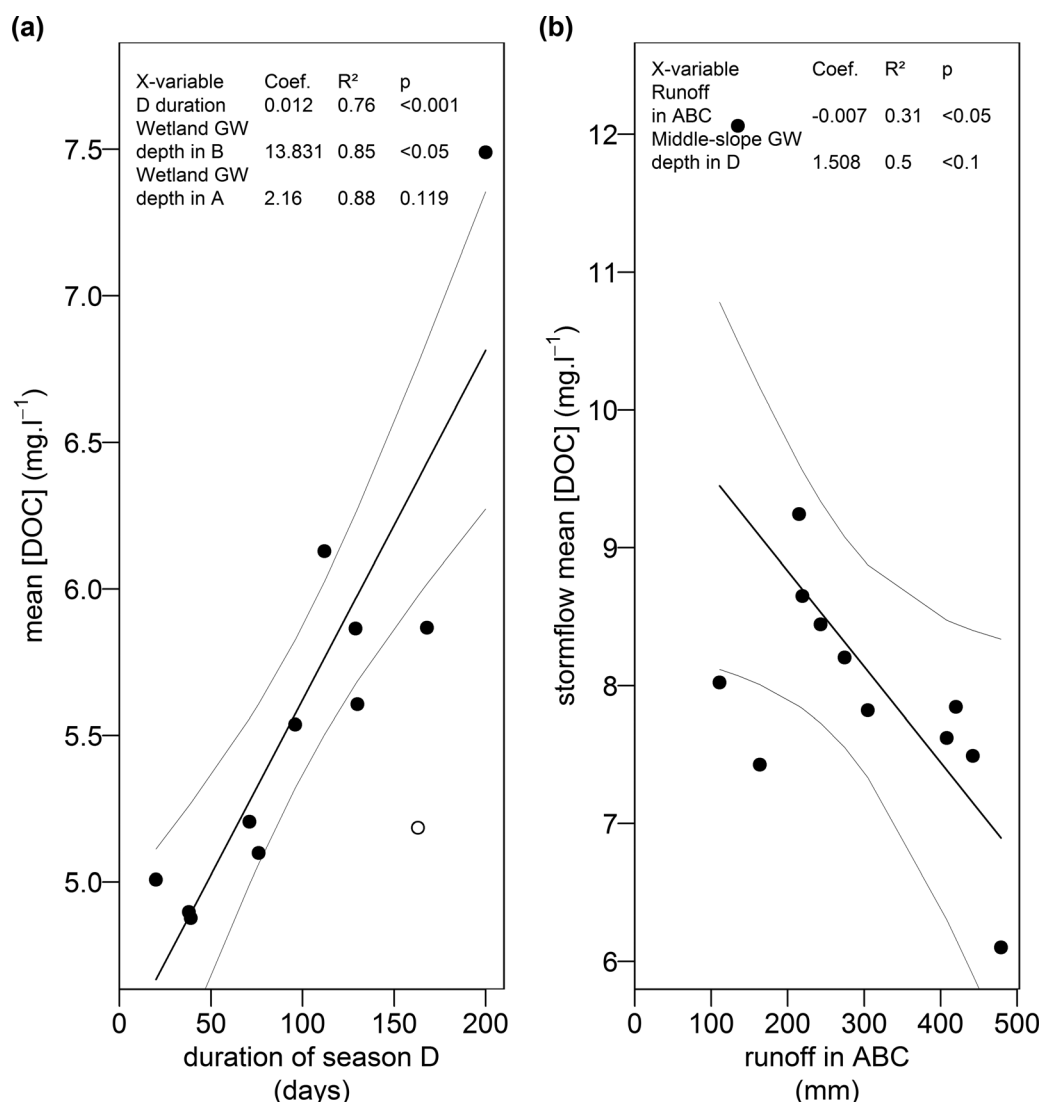 (a)
X-variable Coef. R² p
D duration 0.012 0.76 <0.001
Wetland GW
depth in B 13.831 0.85 <0.05
Wetland GW
depth in A 2.16 0.88 0.119
7.5
7.0
6.5
6.0
5.5
5.0
mean [DOC] (mg.l⁻¹)
0 50 100 150 200
duration of season D
(days)
(b)
X-variable Coef. R² p
Runoff
in ABC -0.007 0.31 <0.05
Middle-slope GW
depth in D 1.508 0.5 <0.1
12
11
10
9
8
7
6
stormflow mean [DOC] (mg.l⁻¹)
0 100 200 300 400 500
runoff in ABC
(mm)